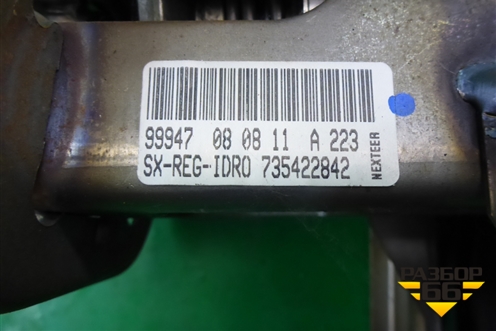 99947 08 08 11 A 223
SX-REG-IDRO 735422842
NEXTEER
РАЗБОР
66